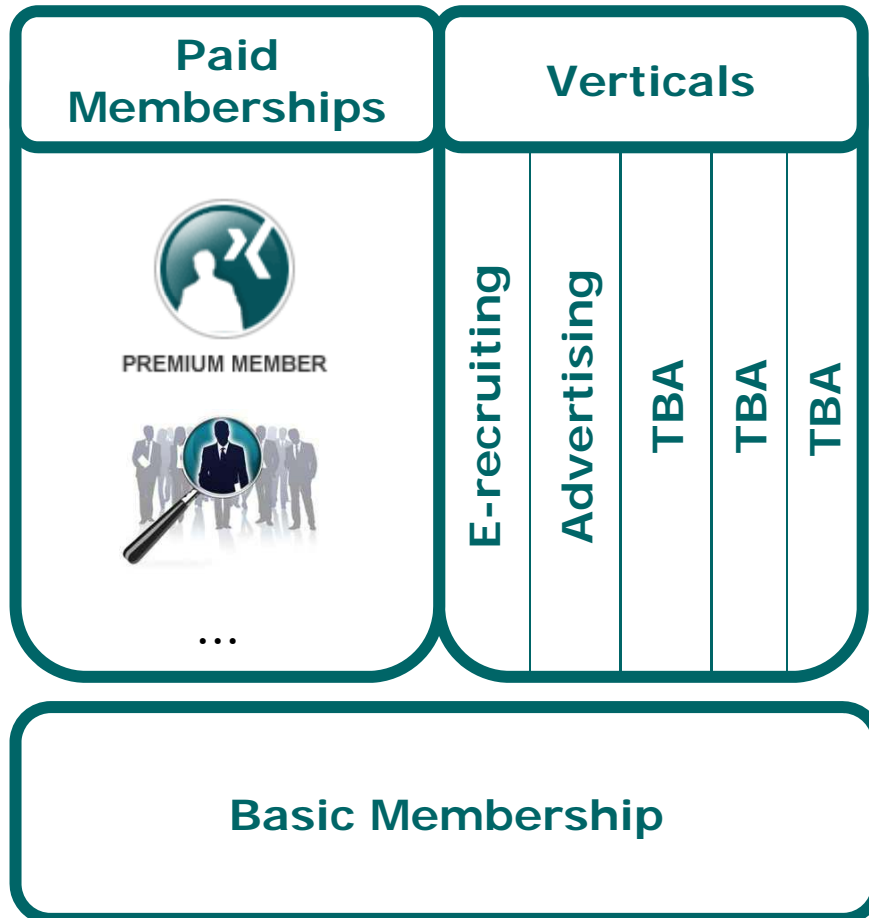 Paid
Memberships
Verticals
PREMIUM MEMBER
...
E-recruiting
Advertising
TBA
TBA
TBA
Basic Membership